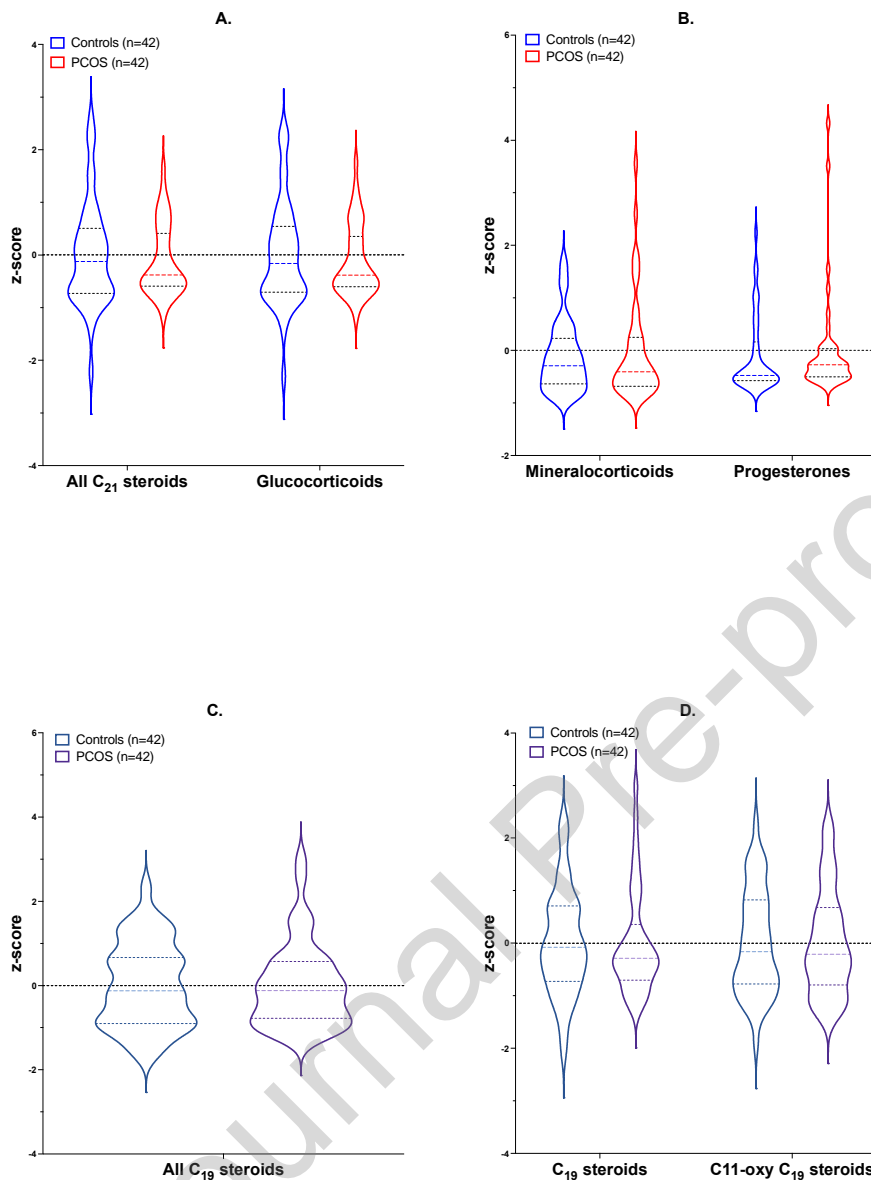 A.
Controls (n=42)
PCOS (n=42)
4
2
0
-2
-4
z-score
All C21 steroids
Glucocorticoids
B.
Controls (n=42)
PCOS (n=42)
6
4
2
0
-2
z-score
Mineralocorticoids
Progesterones
C.
Controls (n=42)
PCOS (n=42)
6
4
2
0
-2
-4
z-score
All C19 steroids
D.
Controls (n=42)
PCOS (n=42)
4
2
0
-2
-4
z-score
C19 steroids
C11-oxy C19 steroids
ournal Pre-pro